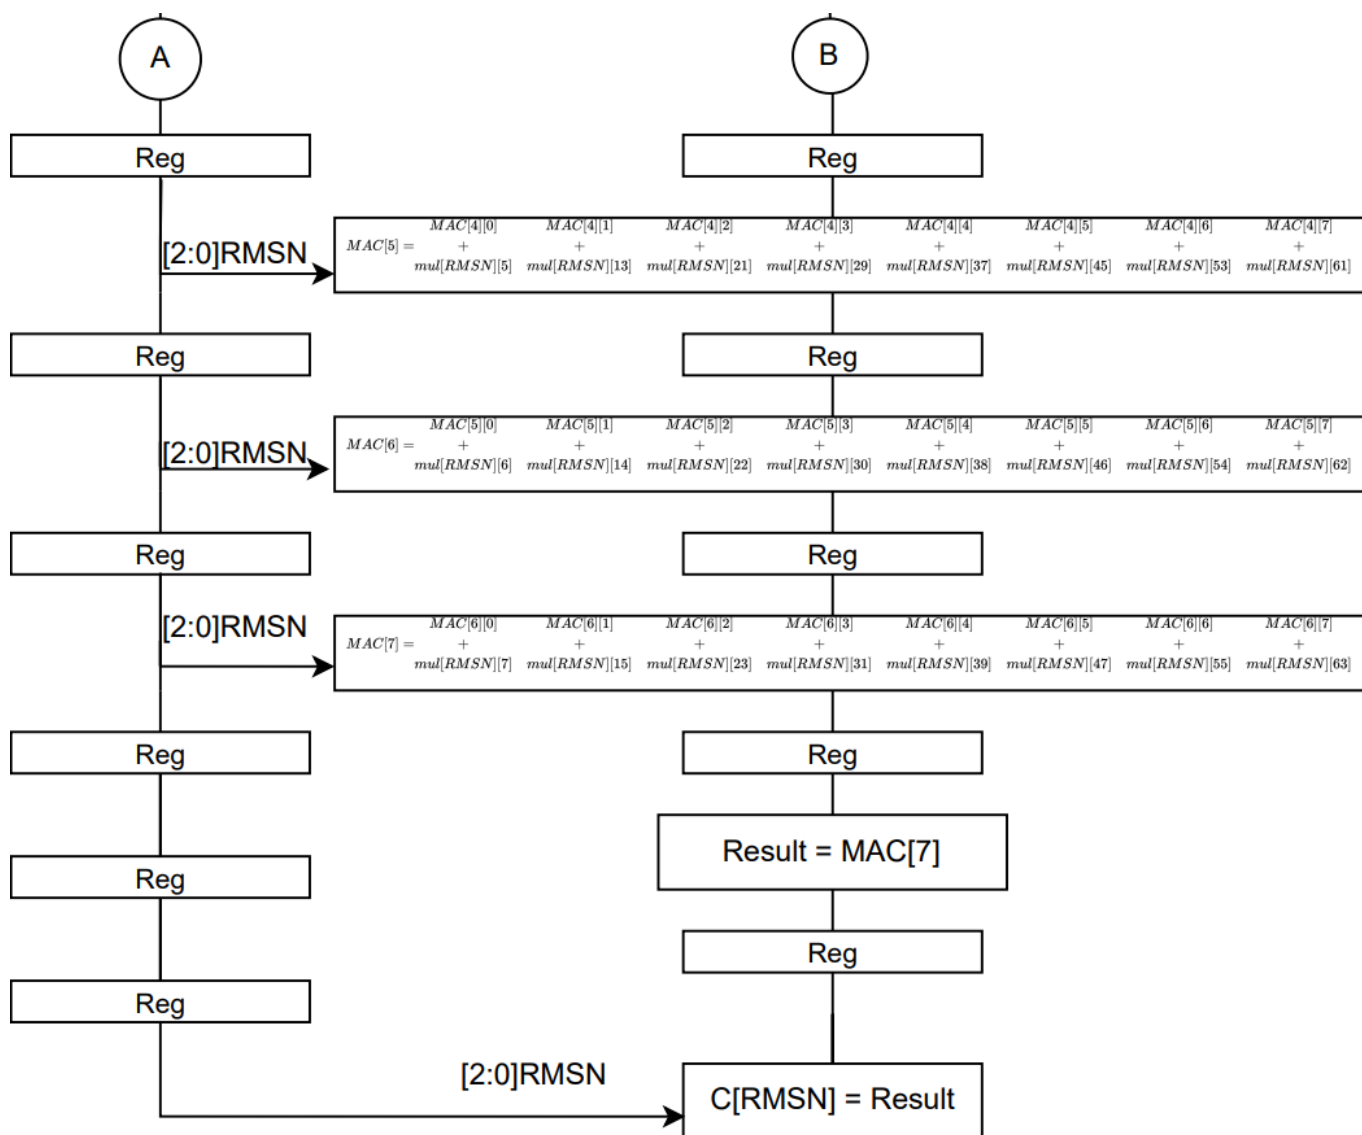 A
B
Reg
Reg
[2:0]RMSN
MAC[4][0] MAC[4][1] MAC[4][2] MAC[4][3] MAC[4][4] MAC[4][5] MAC[4][6] MAC[4][7]
MAC[5] = + + + + + + + +
mul[RMSN][5] mul[RMSN][13] mul[RMSN][21] mul[RMSN][29] mul[RMSN][37] mul[RMSN][45] mul[RMSN][53] mul[RMSN][61]
Reg
Reg
[2:0]RMSN
MAC[5][0] MAC[5][1] MAC[5][2] MAC[5][3] MAC[5][4] MAC[5][5] MAC[5][6] MAC[5][7]
MAC[6] = + + + + + + + +
mul[RMSN][6] mul[RMSN][14] mul[RMSN][22] mul[RMSN][30] mul[RMSN][38] mul[RMSN][46] mul[RMSN][54] mul[RMSN][62]
Reg
Reg
[2:0]RMSN
MAC[6][0] MAC[6][1] MAC[6][2] MAC[6][3] MAC[6][4] MAC[6][5] MAC[6][6] MAC[6][7]
MAC[7] = + + + + + + + +
mul[RMSN][7] mul[RMSN][15] mul[RMSN][23] mul[RMSN][31] mul[RMSN][39] mul[RMSN][47] mul[RMSN][55] mul[RMSN][63]
Reg
Reg
Result = MAC[7]
Reg
Reg
Reg
[2:0]RMSN
C[RMSN] = Result